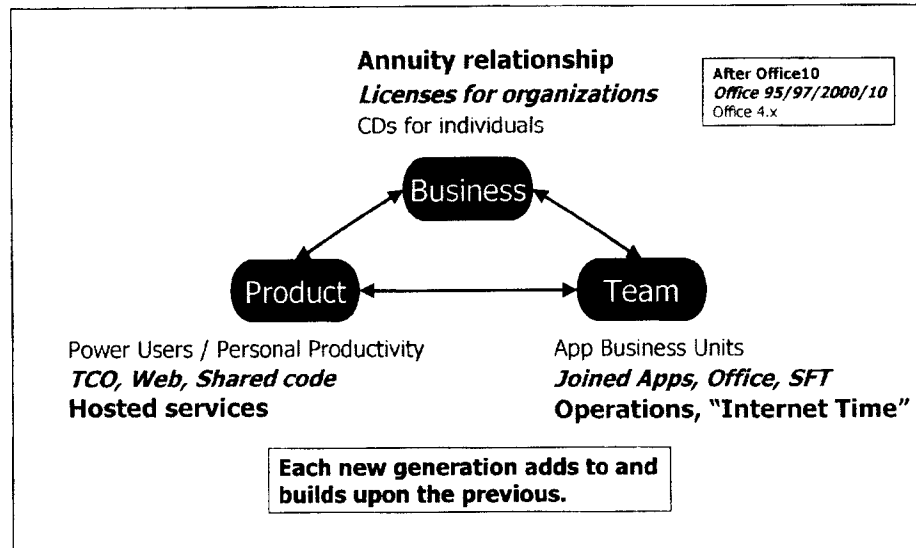 Annuity relationship
Licenses for organizations
CDs for individuals
After Office10
Office 95/97/2000/10
Office 4.x
Business
Product
Team
Power Users / Personal Productivity
TCO, Web, Shared code
Hosted services
App Business Units
Joined Apps, Office, SFT
Operations, “Internet Time”
Each new generation adds to and
builds upon the previous.